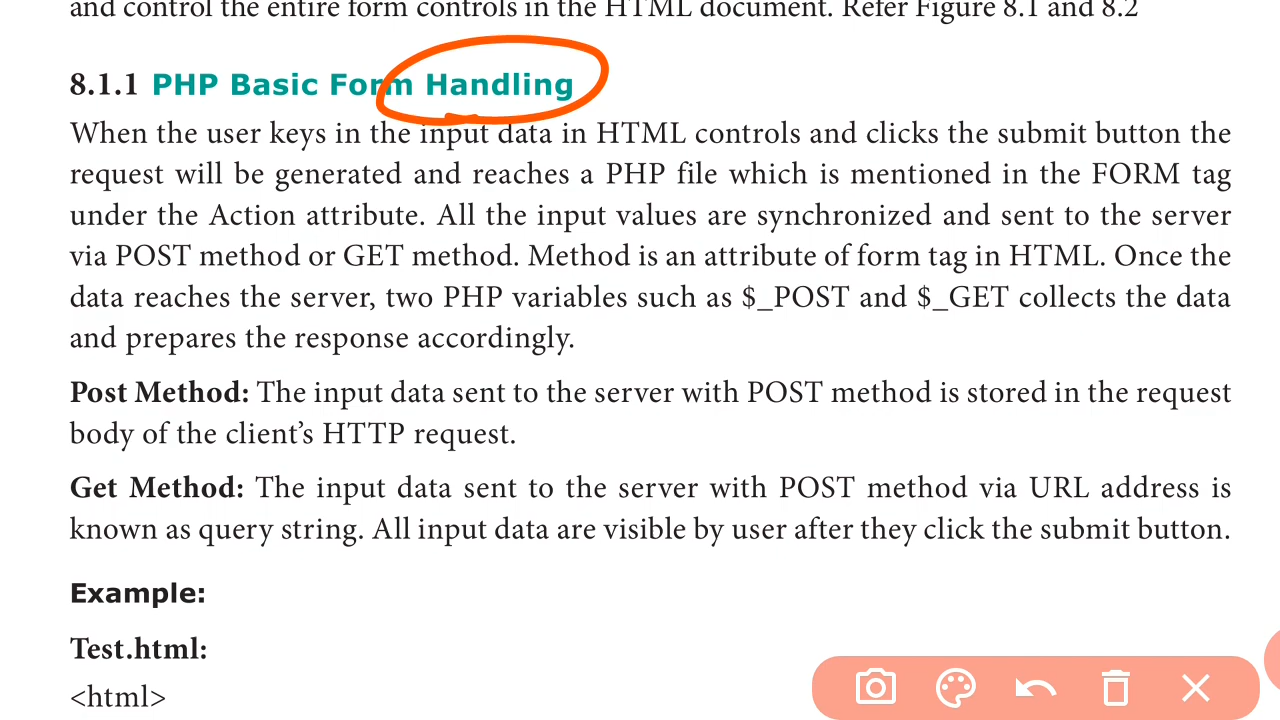 and control the entire form controls in the HTML document. Refer Figure 8.1 and 8.2
8.1.1 PHP Basic Form Handling
When the user keys in the input data in HTML controls and clicks the submit button the
request will be generated and reaches a PHP file which is mentioned in the FORM tag
under the Action attribute. All the input values are synchronized and sent to the server
via POST method or GET method. Method is an attribute of form tag in HTML. Once the
data reaches the server, two PHP variables such as $_POST and $_GET collects the data
and prepares the response accordingly.
Post Method: The input data sent to the server with POST method is stored in the request
body of the client’s HTTP request.
Get Method: The input data sent to the server with POST method via URL address is
known as query string. All input data are visible by user after they click the submit button.
Example:
Test.html:
<html>